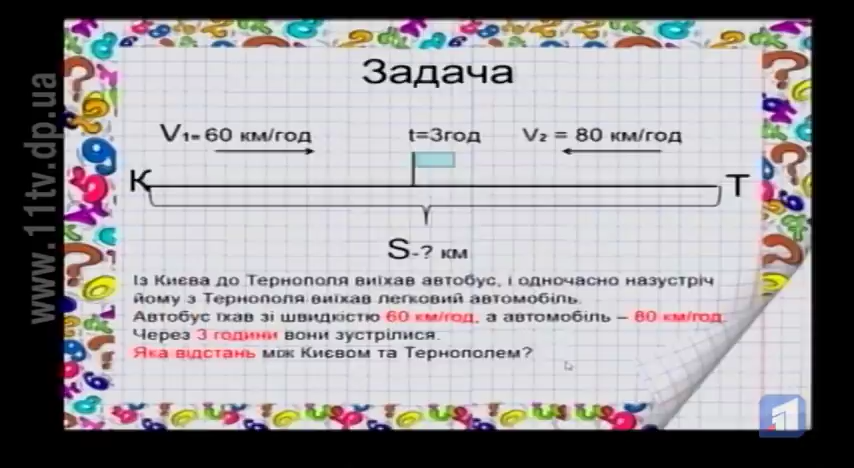 www.11tv.dp.ua
Задача
V1= 60 км/год t=3год V2 = 80 км/год
К Т
S-? км
Із Києва до Тернополя виїхав автобус, і одночасно назустріч
йому з Тернополя виїхав легковий автомобіль.
Автобус їхав зі швидкістю 60 км/год, а автомобіль – 80 км/год.
Через 3 години вони зустрілися.
Яка відстань між Києвом та Тернополем?
1